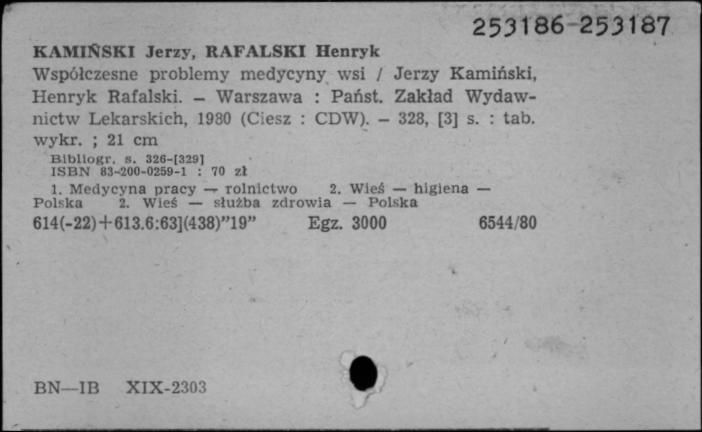 253186-253187
KAMIŃSKI Jerzy, RAFALSKI Henryk
Współczesne problemy medycyny wsi / Jerzy Kamiński,
Henryk Rafalski. — Warszawa : Państ. Zakład Wydaw-
nictw Lekarskich, 1980 (Ciesz : CDW). — 328, [3] s. : tab.
wykr. ; 21 cm
Bibliogr. s. 326-[329]
ISBN 83-200-0259-1 : 70 zł
1. Medycyna pracy — rolnictwo 2. Wieś — higiena —
Polska 2. Wieś — służba zdrowia — Polska
614(-22)+613.6:63](438)”19” Egz. 3000 6544/80
BN—IB XIX-2303